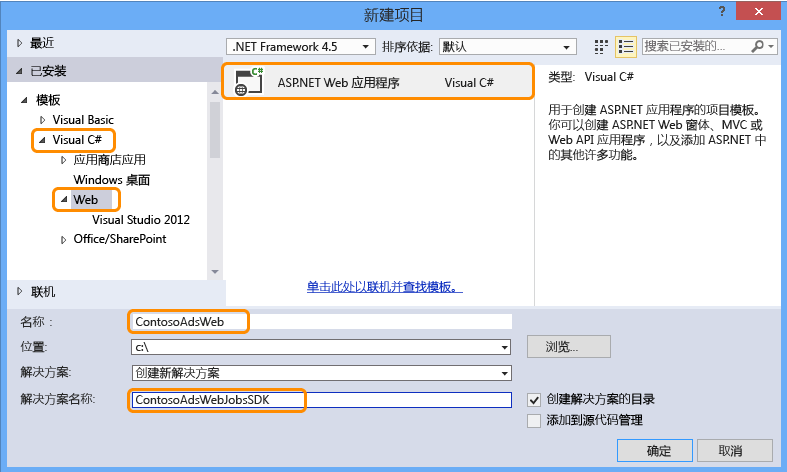 新建项目
?
最近
.NET Framework 4.5
排序依据:
默认
搜索已安装的...
已安装
模板
Visual Basic
Visual C#
应用商店应用
Windows 桌面
Web
Visual Studio 2012
Office/SharePoint
C#
ASP.NET Web 应用程序
Visual C#
类型: Visual C#
用于创建 ASP.NET 应用程序的项目模板。
你可以创建 ASP.NET Web 窗体、MVC 或
Web API 应用程序，以及添加 ASP.NET 中
的其他许多功能。
单击此处以联机并查找模板。
联机
名称：
ContosoAdsWeb
位置:
c:\
浏览...
解决方案:
创建新解决方案
解决方案名称:
ContosoAdsWebJobsSDK
创建解决方案的目录
添加到源代码管理
确定
取消